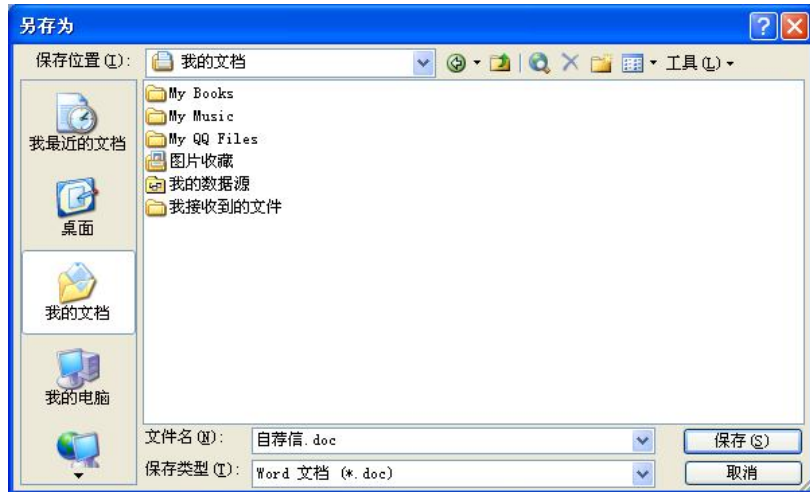 另存为
保存位置(I): 我的文档 工具(L)
My Books
My Music
My QQ Files
图片收藏
我的数据源
我接收到的文件
我最近的文档
桌面
我的文档
我的电脑
文件名(N): 自荐信.doc 保存(S)
保存类型(T): Word 文档 (*.doc) 取消